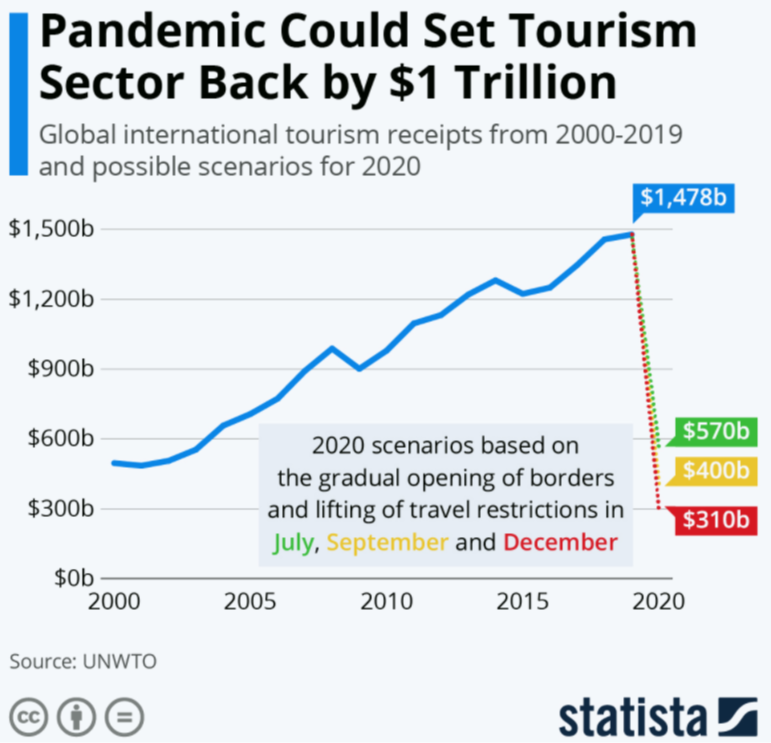 Pandemic Could Set Tourism
Sector Back by $1 Trillion
Global international tourism receipts from 2000-2019
and possible scenarios for 2020
$1,478b
$1,500b
$1,200b
$900b
$600b
$300b
$0b
$570b
$400b
$310b
2020 scenarios based on
the gradual opening of borders
and lifting of travel restrictions in
July, September and December
2000 2005 2010 2015 2020
Source: UNWTO
cc
statista